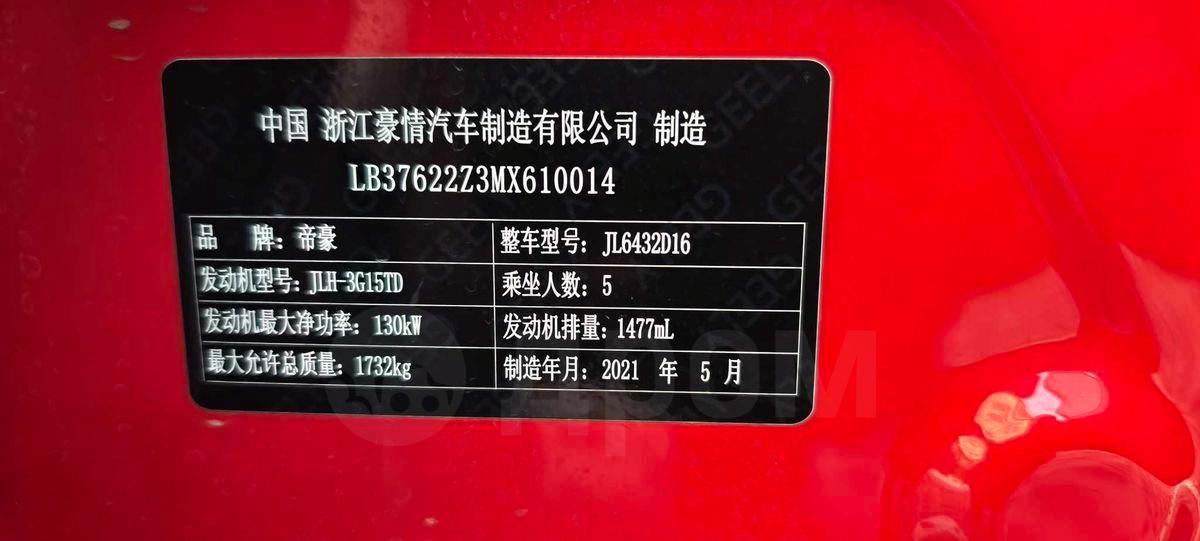 中国 浙江豪情汽车制造有限公司 制造
LB37622Z3MX610014
品 牌：帝豪 整车型号：JL6432D16
发动机型号：JLH-3G15TD 乘坐人数：5
发动机最大净功率：130kW 发动机排量：1477mL
最大允许总质量：1732kg 制造年月：2021 年 5 月
дром